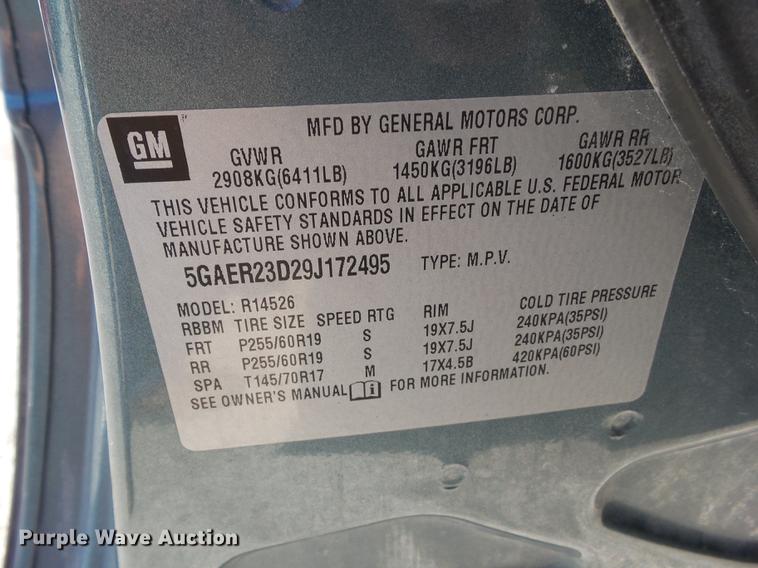 GM
MFD BY GENERAL MOTORS CORP.
GVWR GAWR FRT GAWR RR
2908KG(6411LB) 1450KG(3196LB) 1600KG(3527LB)
THIS VEHICLE CONFORMS TO ALL APPLICABLE U.S. FEDERAL MOTOR
VEHICLE SAFETY STANDARDS IN EFFECT ON THE DATE OF
MANUFACTURE SHOWN ABOVE.
5GAER23D29J172495 TYPE: M.P.V.
MODEL: R14526
RBBM TIRE SIZE SPEED RTG RIM COLD TIRE PRESSURE
FRT P255/60R19 S 19X7.5J 240KPA(35PSI)
RR P255/60R19 S 19X7.5J 240KPA(35PSI)
SPA T145/70R17 M 17X4.5B 420KPA(60PSI)
SEE OWNER'S MANUAL FOR MORE INFORMATION.
Purple Wave Auction